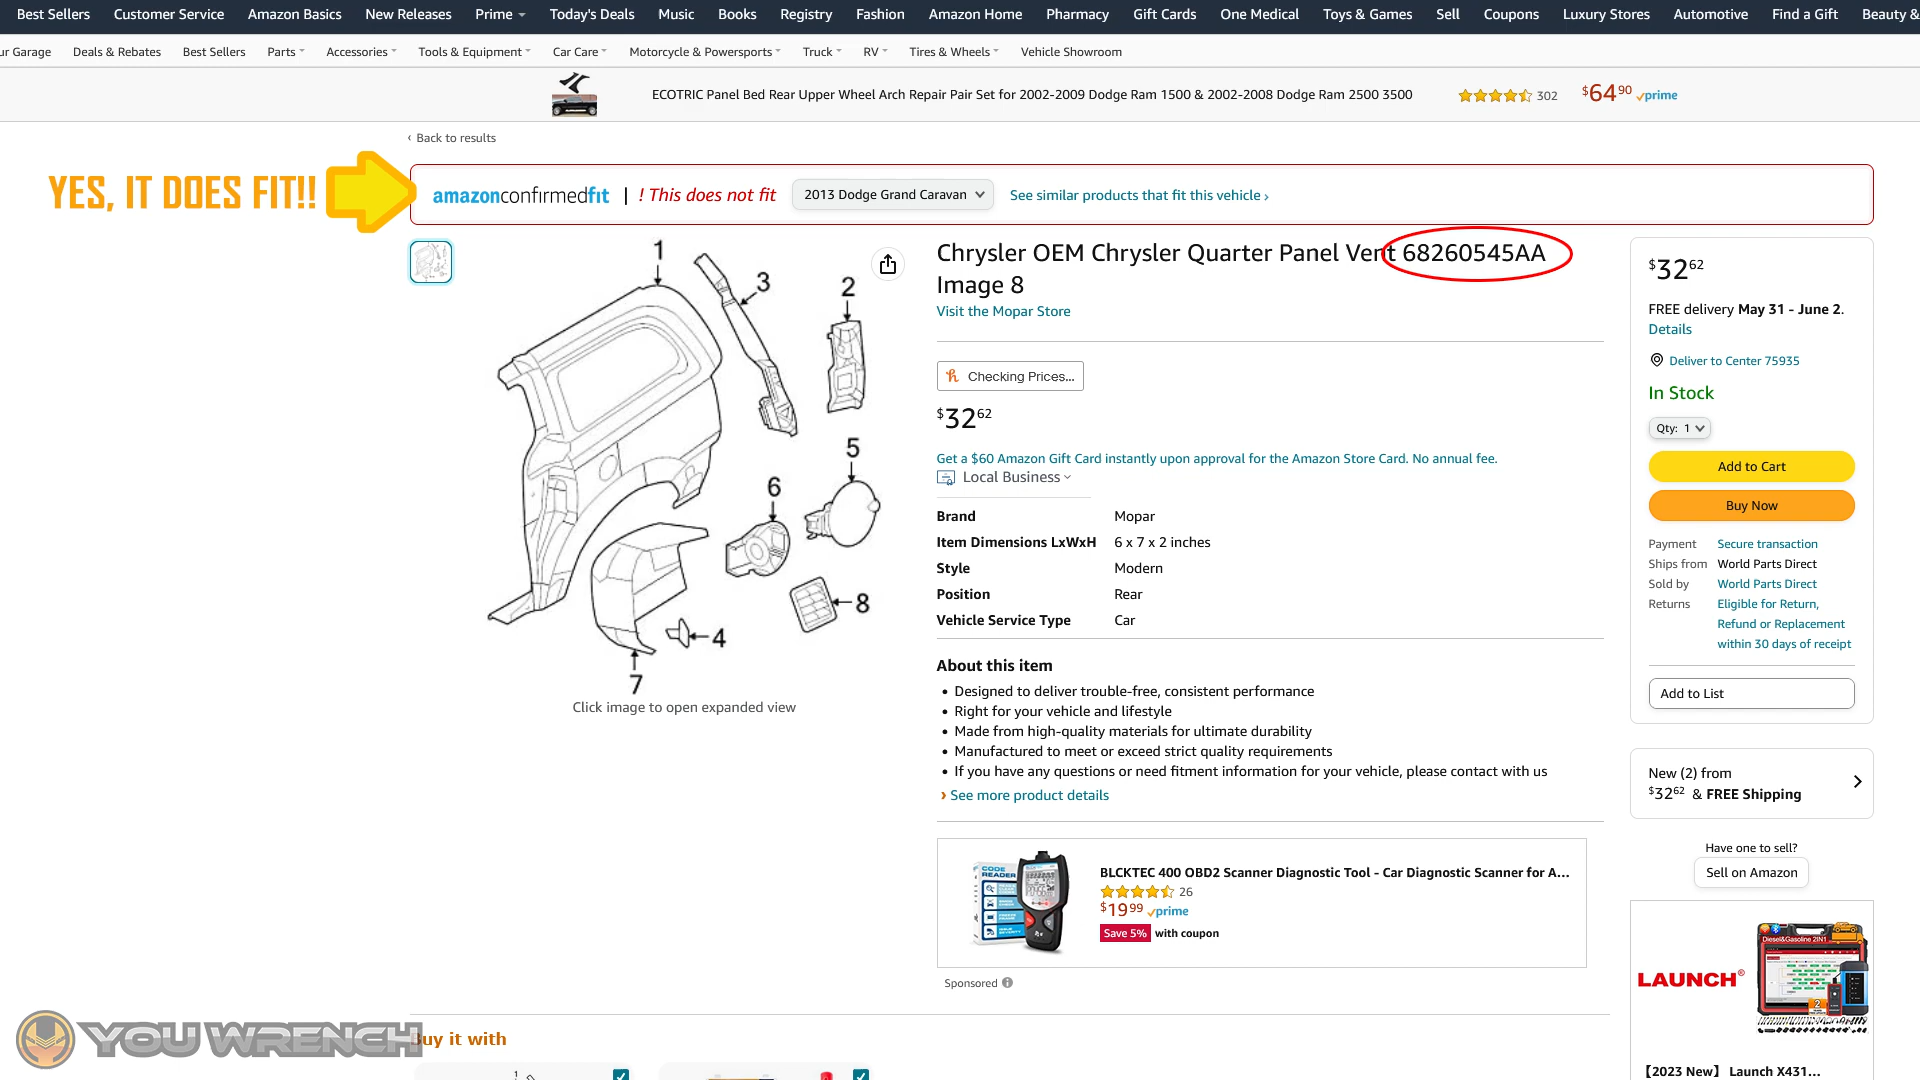 Best Sellers Customer Service Amazon Basics New Releases Prime Today's Deals Music Books Registry Fashion Amazon Home Pharmacy Gift Cards One Medical Toys & Games Sell Coupons Luxury Stores Automotive Find a Gift Beauty &
ur Garage Deals & Rebates Best Sellers Parts Accessories Tools & Equipment Car Care Motorcycle & Powersports Truck RV Tires & Wheels Vehicle Showroom
ECOTRIC Panel Bed Rear Upper Wheel Arch Repair Pair Set for 2002-2009 Dodge Ram 1500 & 2002-2008 Dodge Ram 2500 3500 302 $64.90 prime
‹ Back to results
YES, IT DOES FIT!!
amazonconfirmedfit | ! This does not fit 2013 Dodge Grand Caravan See similar products that fit this vehicle ›
1
3
2
5
6
8
4
7
Click image to open expanded view
Chrysler OEM Chrysler Quarter Panel Vent 68260545AA
Image 8
Visit the Mopar Store
Checking Prices...
$32 62
Get a $60 Amazon Gift Card instantly upon approval for the Amazon Store Card. No annual fee.
Local Business
Brand Mopar
Item Dimensions LxWxH 6 x 7 x 2 inches
Style Modern
Position Rear
Vehicle Service Type Car
About this item
• Designed to deliver trouble-free, consistent performance
• Right for your vehicle and lifestyle
• Made from high-quality materials for ultimate durability
• Manufactured to meet or exceed strict quality requirements
• If you have any questions or need fitment information for your vehicle, please contact with us
› See more product details
CODE READER
BLCKTEC 400 OBD2 Scanner Diagnostic Tool - Car Diagnostic Scanner for A...
26
$19 99 prime
Save 5% with coupon
Sponsored
$32 62
FREE delivery May 31 - June 2.
Details
Deliver to Center 75935
In Stock
Qty: 1
Add to Cart
Buy Now
Payment Secure transaction
Ships from World Parts Direct
Sold by World Parts Direct
Returns Eligible for Return,
Refund or Replacement
within 30 days of receipt
Add to List
New (2) from
$32 62 & FREE Shipping
Have one to sell?
Sell on Amazon
LAUNCH®
Diesel&Gasoline 2IN1
2
【2023 New】 Launch X431...
YOU WRENCH
Buy it with
1